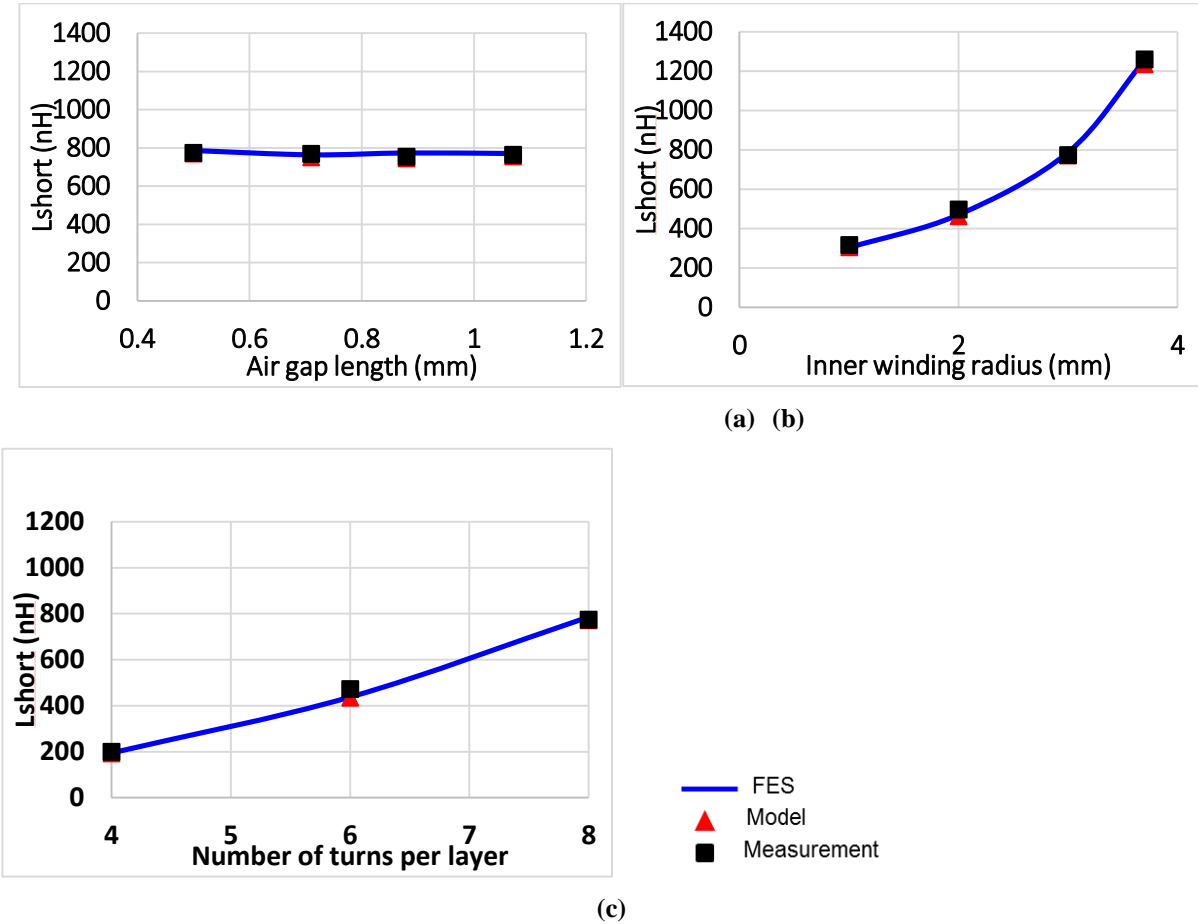 1400
1200
1000
800
600
400
200
0
Lshort (nH)
0.4 0.6 0.8 1 1.2
Air gap length (mm)
1400
1200
1000
800
600
400
200
0
Lshort (nH)
0 2 4
Inner winding radius (mm)
(a) (b)
1200
1000
800
600
400
200
0
Lshort (nH)
4 5 6 7 8
Number of turns per layer
FES
Model
Measurement
(c)